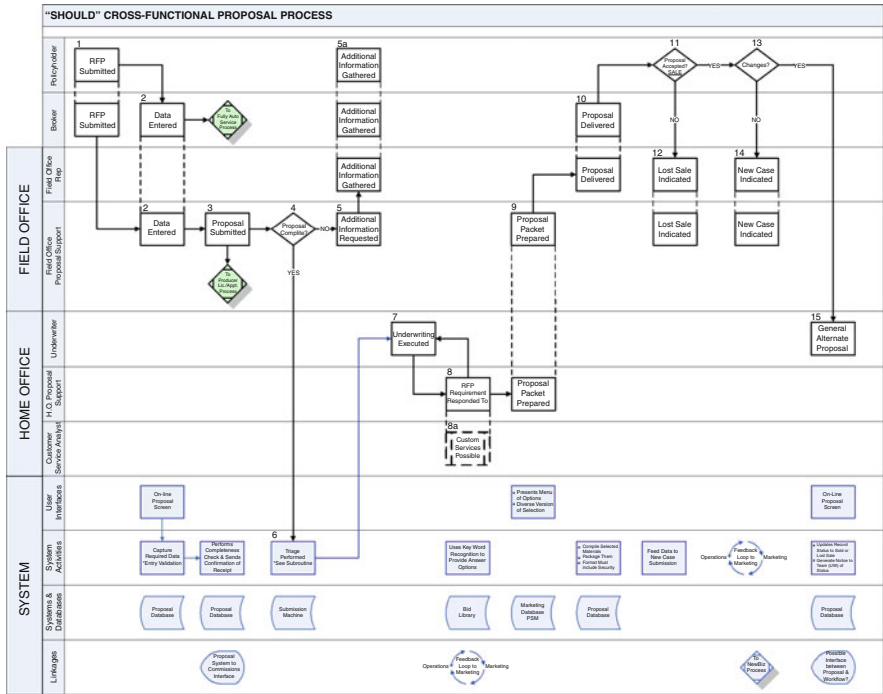 “SHOULD” CROSS-FUNCTIONAL PROPOSAL PROCESS
Policyholder
1
RFP
Submitted
5a
Additional
Information
Gathered
11
Proposal
Accepted?
SALE
YES
13
Changes?
YES
Broker
RFP
Submitted
2
Data
Entered
To
Fully Auto
Service
Process
Additional
Information
Gathered
10
Proposal
Delivered
NO
NO
FIELD OFFICE
Field Office
Rep
Additional
Information
Gathered
Proposal
Delivered
12
Lost Sale
Indicated
14
New Case
Indicated
Field Office
Proposal Support
2
Data
Entered
3
Proposal
Submitted
4
Proposal
Complite?
NO
5
Additional
Information
Requested
9
Proposal
Packet
Prepared
Lost Sale
Indicated
New Case
Indicated
To
Producer
Lic./Appt.
Process
YES
HOME OFFICE
Underwriter
7
Underwriting
Executed
15
General
Alternate
Proposal
H.O. Proposal
Support
8
RFP
Requirement
Responded To
Proposal
Packet
Prepared
Customer
Service Analyst
8a
Custom
Services
Possible
SYSTEM
User
Interfaces
On-line
Proposal
Screen
Presents Menu
of Options
Diverse Version
of Selection
On-Line
Proposal
Screen
System
Activities
Capture
Required Data
*Entry Validation
Performs
Completeness
Check & Sends
Confirmation of
Receipt
6
Triage
Performed
*See Subroutine
Uses Key Word
Recognition to
Provide Answer
Options
Compile Selected
Materials
Package Them
Format Must
Include Security
Feed Data to
New Case
Submission
Operations
Feedback
Loop to
Marketing
Marketing
Updates Record
Status to Sold or
Lost Sale
Generate Notice to
Team (UW) of
Status
Systems &
Databases
Proposal
Database
Proposal
Database
Submission
Machine
Bid
Library
Marketing
Database
PSM
Proposal
Database
Proposal
Database
Linkages
Proposal
System to
Commissions
Interface
Operations
Feedback
Loop to
Marketing
Marketing
To
NewBiz
Process
Possible
Interface
between
Proposal &
Workflow?